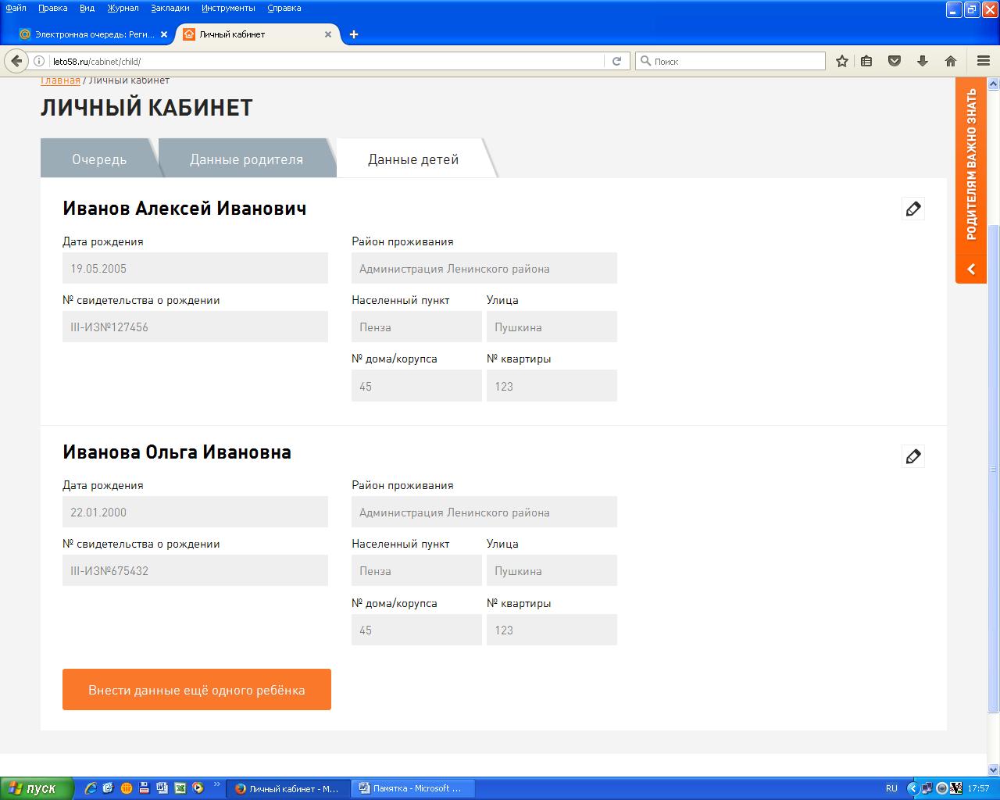 Файл Правка Вид Журнал Закладки Инструменты Справка
Электронная очередь: Реги... Личный кабинет
leto58.ru/cabinet/child/ Поиск
Главная / Личный кабинет
ЛИЧНЫЙ КАБИНЕТ
Очередь Данные родителя Данные детей
РОДИТЕЛЯМ ВАЖНО ЗНАТЬ
Иванов Алексей Иванович
Дата рождения Район проживания
19.05.2005 Администрация Ленинского района
№ свидетельства о рождении Населенный пункт Улица
III-ИЗ№127456 Пенза Пушкина
№ дома/корупса № квартиры
45 123
Иванова Ольга Ивановна
Дата рождения Район проживания
22.01.2000 Администрация Ленинского района
№ свидетельства о рождении Населенный пункт Улица
III-ИЗ№675432 Пенза Пушкина
№ дома/корупса № квартиры
45 123
Внести данные ещё одного ребёнка
пуск Личный кабинет - M... Памятка - Microsoft ... RU 17:57